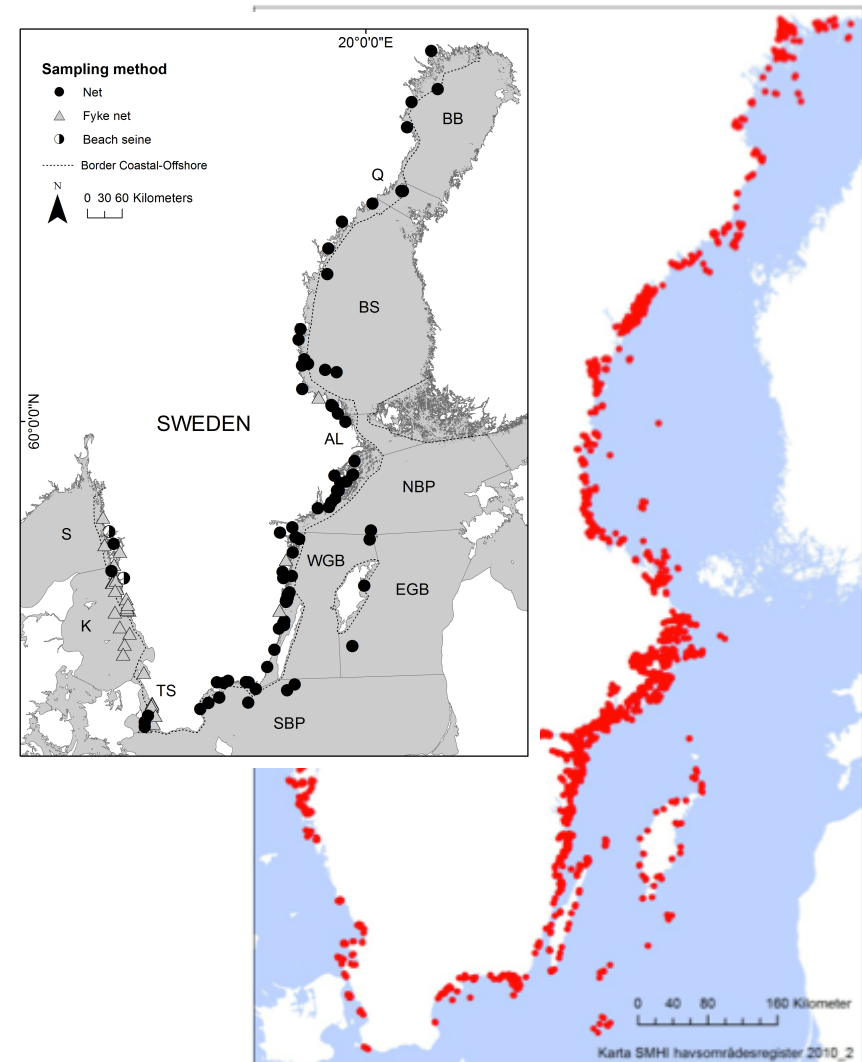 20°0'0"E
Sampling method
Net
Fyke net
Beach seine
Border Coastal-Offshore
N
0 30 60 Kilometers
BB
Q
BS
60°0'0"N
SWEDEN
AL
NBP
S
WGB
EGB
K
TS
SBP
0 40 80 160 Kilometer
Karta SMHI havsområdesregister 2010_2